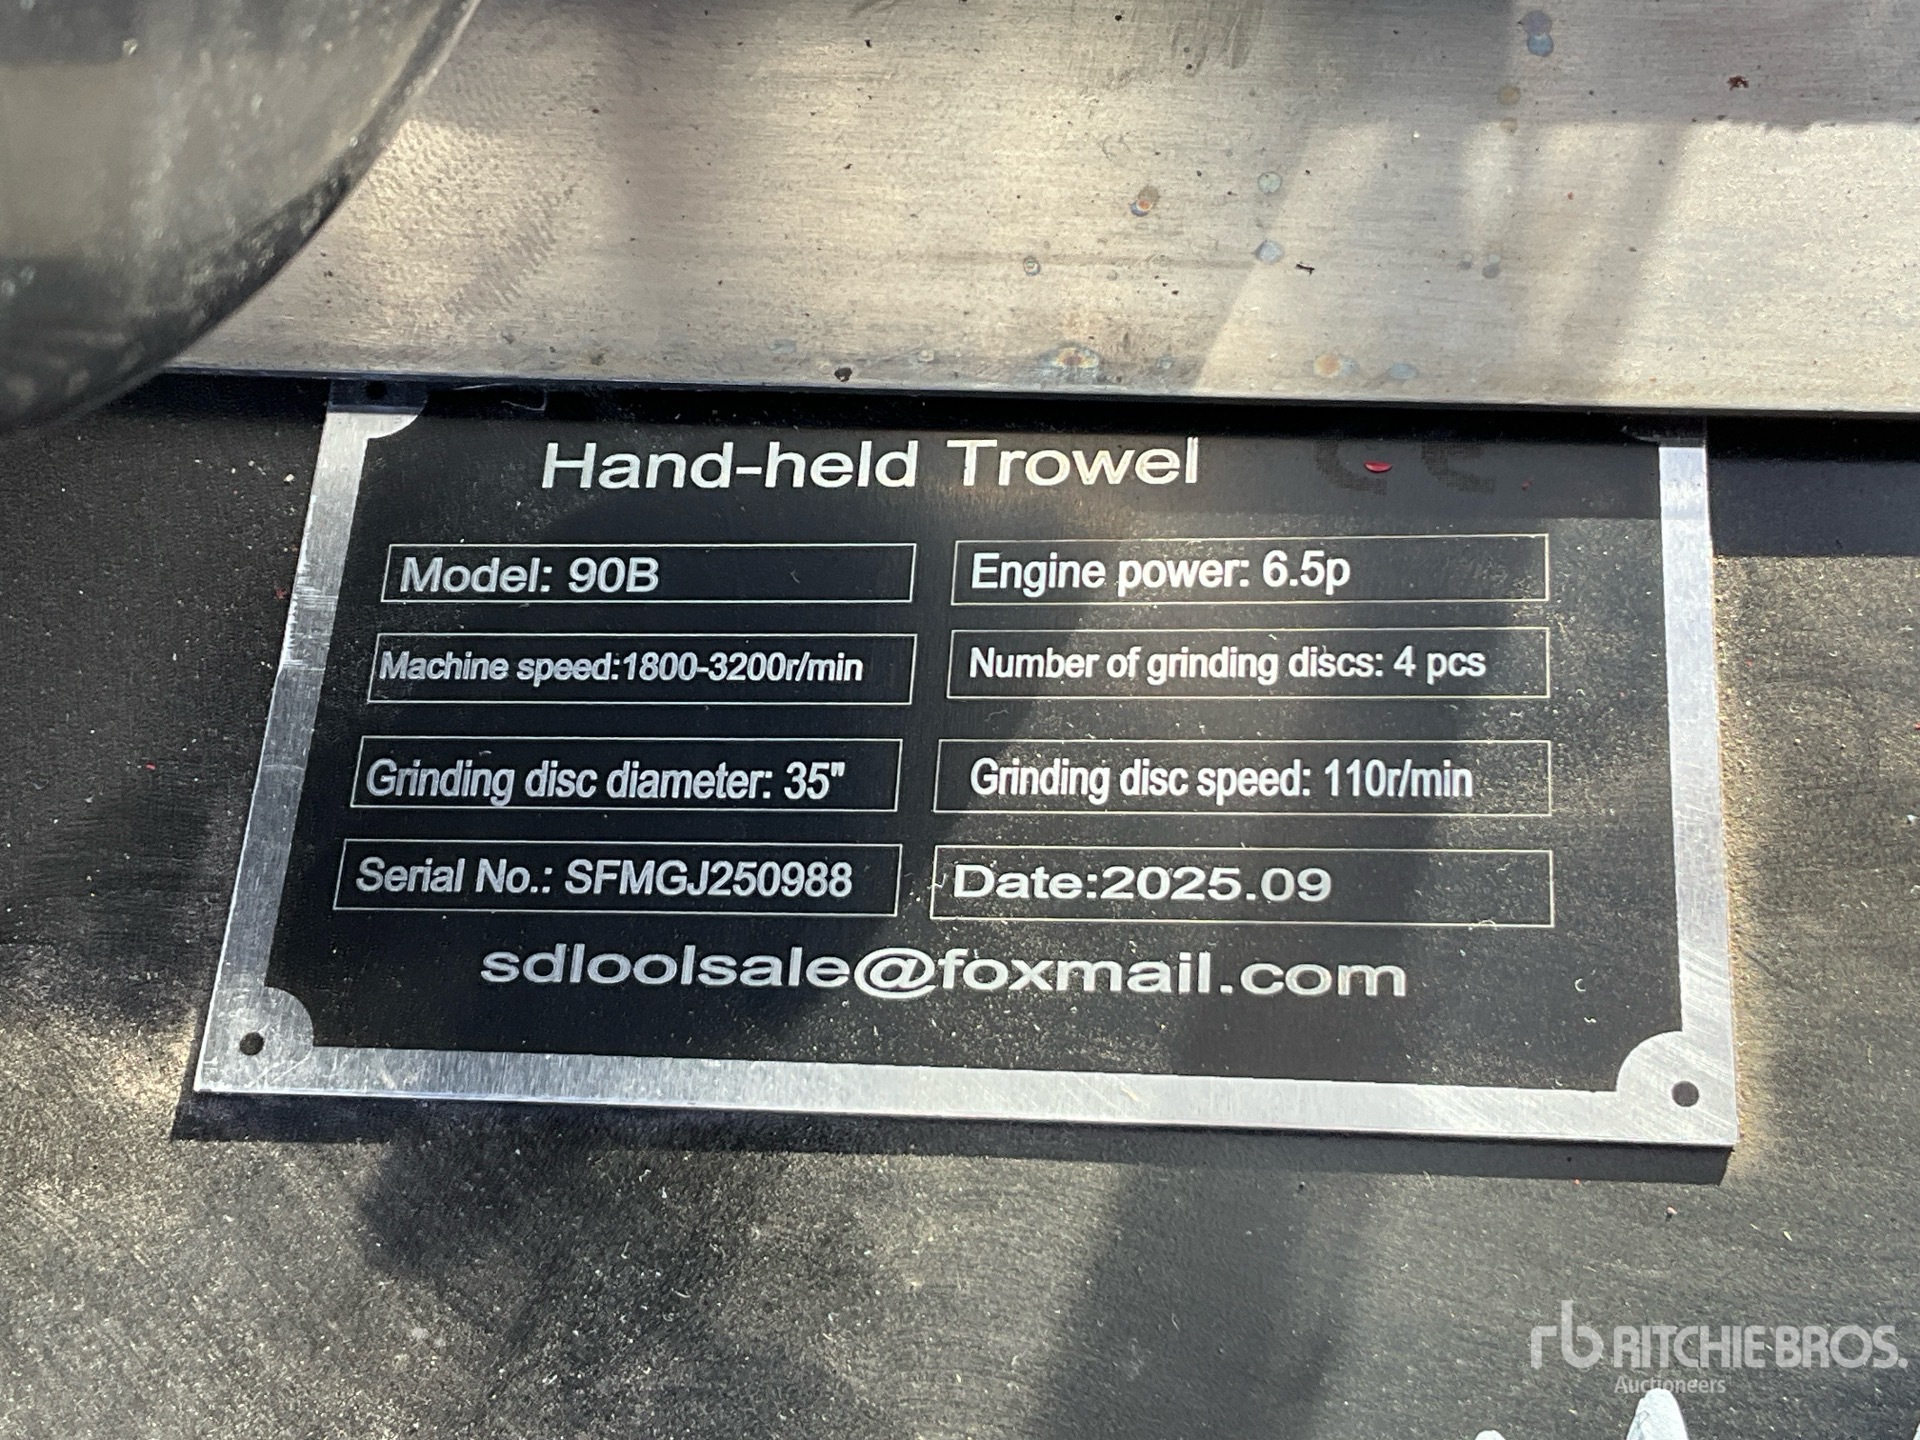 Hand-held Trowel CE
Model: 90B
Engine power: 6.5p
Machine speed:1800-3200r/min
Number of grinding discs: 4 pcs
Grinding disc diameter: 35"
Grinding disc speed: 110r/min
Serial No.: SFMGJ250988
Date:2025.09
sdloolsale@foxmail.com
rb RITCHIE BROS.
Auctioneers